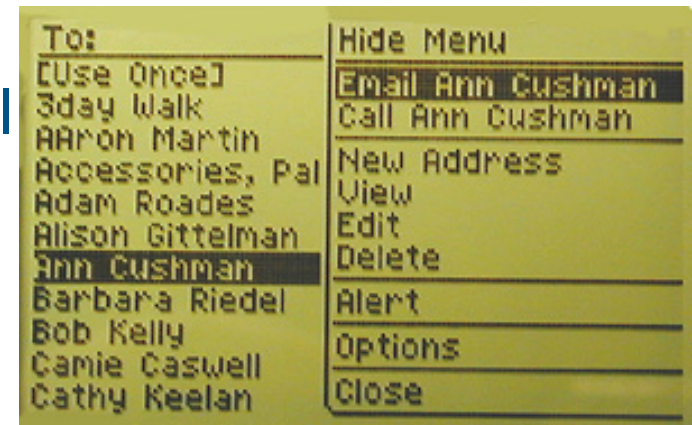 To:
[Use Once]
3day Walk
AAron Martin
Accessories, Pal
Adam Roades
Alison Gittelman
Ann Cushman
Barbara Riedel
Bob Kelly
Camie Caswell
Cathy Keelan
Hide Menu
Email Ann Cushman
Call Ann Cushman
New Address
View
Edit
Delete
Alert
Options
Close